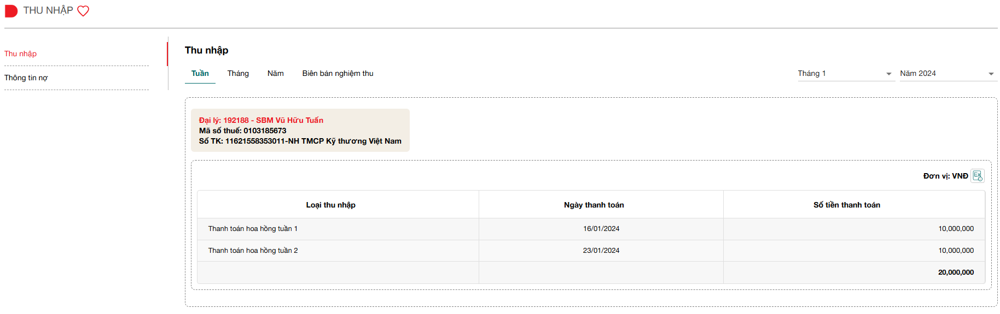 THU NHẬP
Thu nhập
Thông tin nợ
Thu nhập
Tuần Tháng Năm Biên bản nghiệm thu Tháng 1 Năm 2024
Đại lý: 192188 - SBM Vũ Hữu Tuấn
Mã số thuế: 0103185673
Số TK: 11621558353011-NH TMCP Kỹ thương Việt Nam
Đơn vị: VNĐ
Loại thu nhập Ngày thanh toán Số tiền thanh toán
Thanh toán hoa hồng tuần 1 16/01/2024 10,000,000
Thanh toán hoa hồng tuần 2 23/01/2024 10,000,000
20,000,000